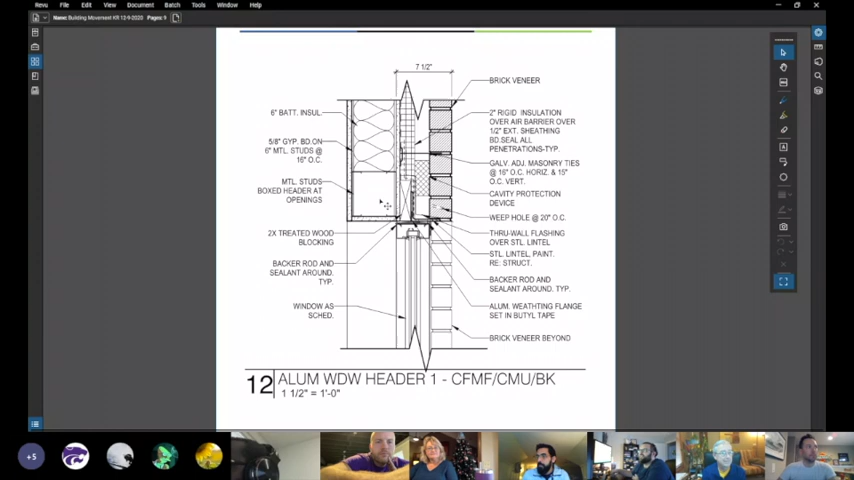 Revu File Edit View Document Batch Tools Window Help
Name: Building Movement KR 12-9-2020 Pages: 9
7 1/2"
BRICK VENEER
6" BATT. INSUL.
5/8" GYP. BD.ON
6" MTL. STUDS @
16" O.C.
MTL. STUDS
BOXED HEADER AT
OPENINGS
2X TREATED WOOD
BLOCKING
BACKER ROD AND
SEALANT AROUND.
TYP.
WINDOW AS
SCHED.
2" RIGID INSULATION
OVER AIR BARRIER OVER
1/2" EXT. SHEATHING
BD.SEAL ALL
PENETRATIONS-TYP.
GALV. ADJ. MASONRY TIES
@ 16" O.C. HORIZ. & 15"
O.C. VERT.
CAVITY PROTECTION
DEVICE
WEEP HOLE @ 20" O.C.
THRU-WALL FLASHING
OVER STL. LINTEL
STL. LINTEL, PAINT.
RE: STRUCT.
BACKER ROD AND
SEALANT AROUND. TYP.
ALUM. WEATHTING FLANGE
SET IN BUTYL TAPE
BRICK VENEER BEYOND
12 ALUM WDW HEADER 1 - CFMF/CMU/BK
1 1/2" = 1'-0"
+5